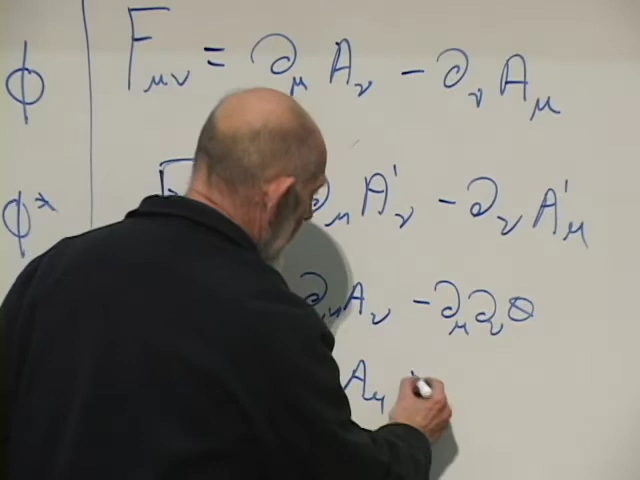 ϕ
F_μν = ∂_μ A_ν − ∂_ν A_μ
ϕ*
∂_μ A'_ν − ∂_ν A'_μ
∂_μ A_ν − ∂_μ ∂_ν θ
A_μ